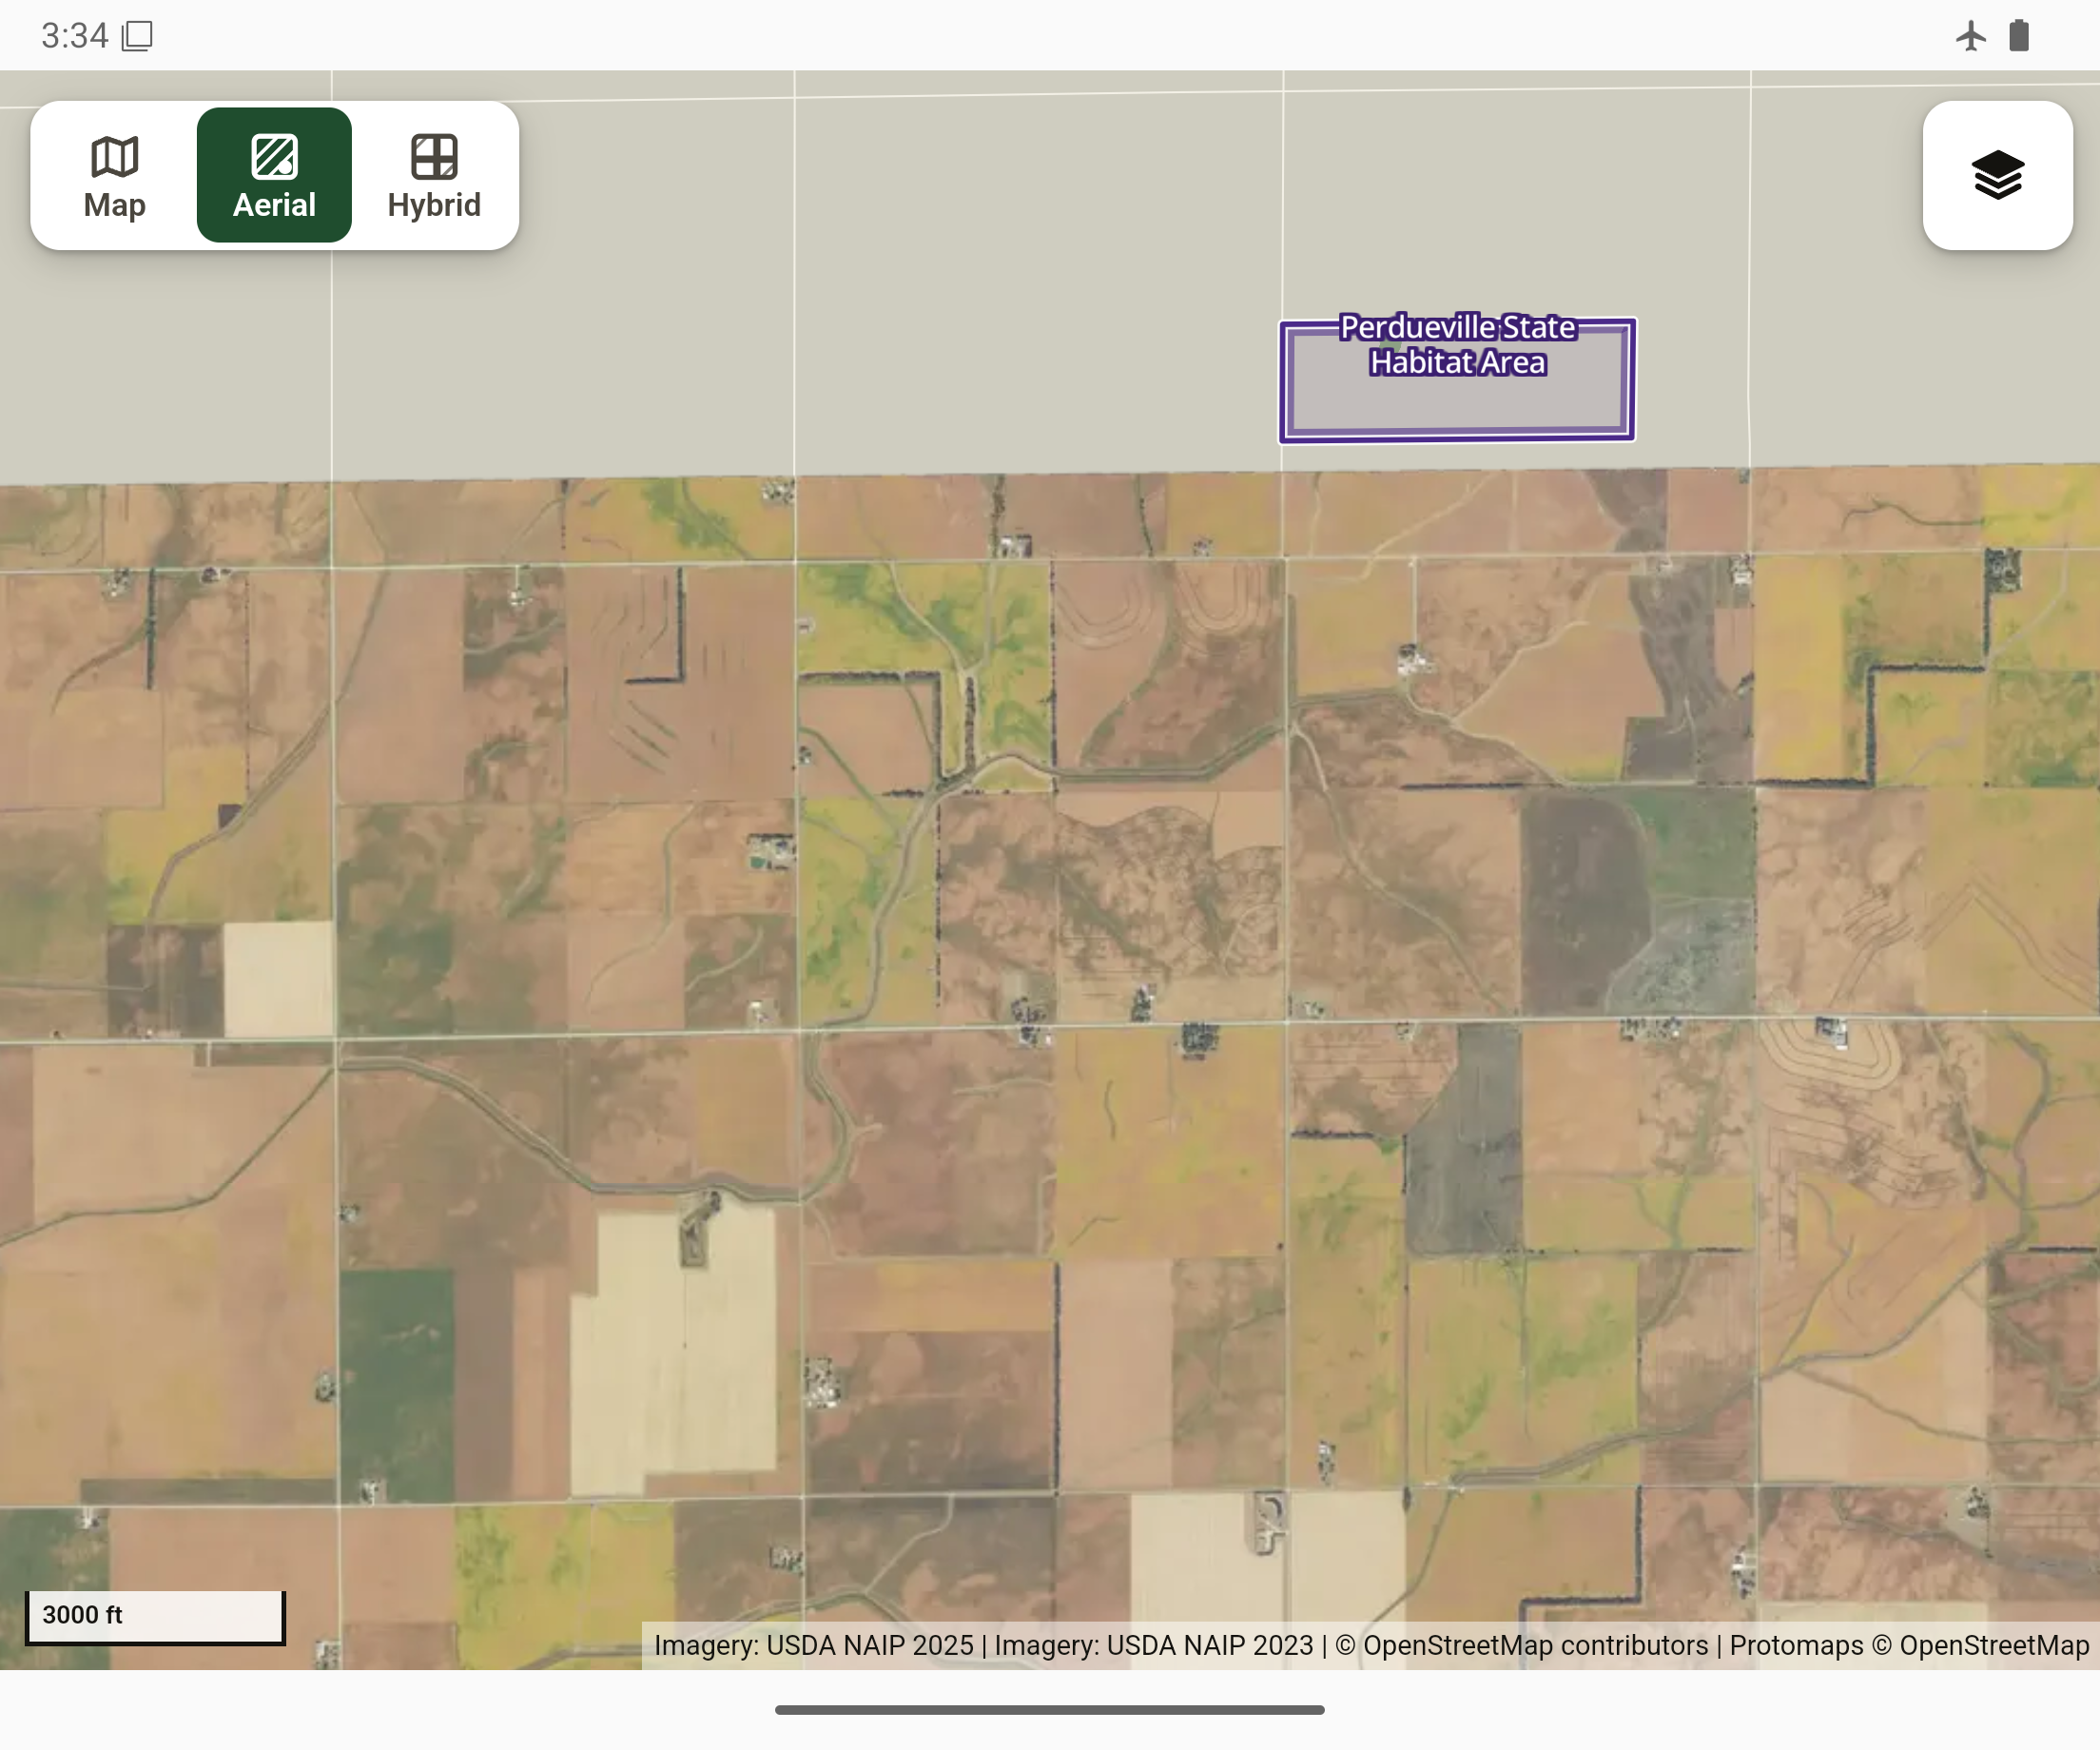 3:34
Map
Aerial
Hybrid
Perdueville State
Habitat Area
3000 ft
Imagery: USDA NAIP 2025 | Imagery: USDA NAIP 2023 | © OpenStreetMap contributors | Protomaps © OpenStreetMap